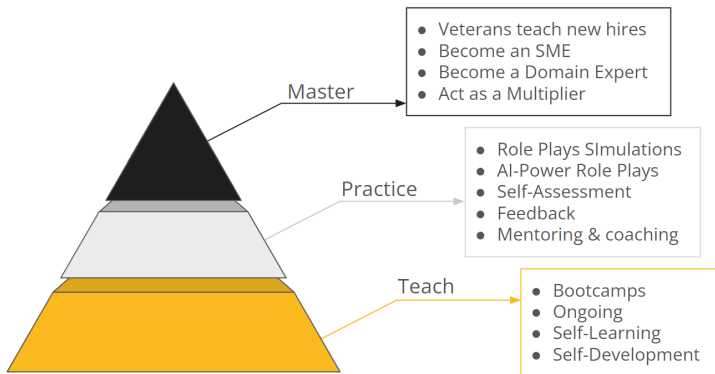 Master
● Veterans teach new hires
● Become an SME
● Become a Domain Expert
● Act as a Multiplier
Practice
● Role Plays SImulations
● AI-Power Role Plays
● Self-Assessment
● Feedback
● Mentoring & coaching
Teach
● Bootcamps
● Ongoing
● Self-Learning
● Self-Development